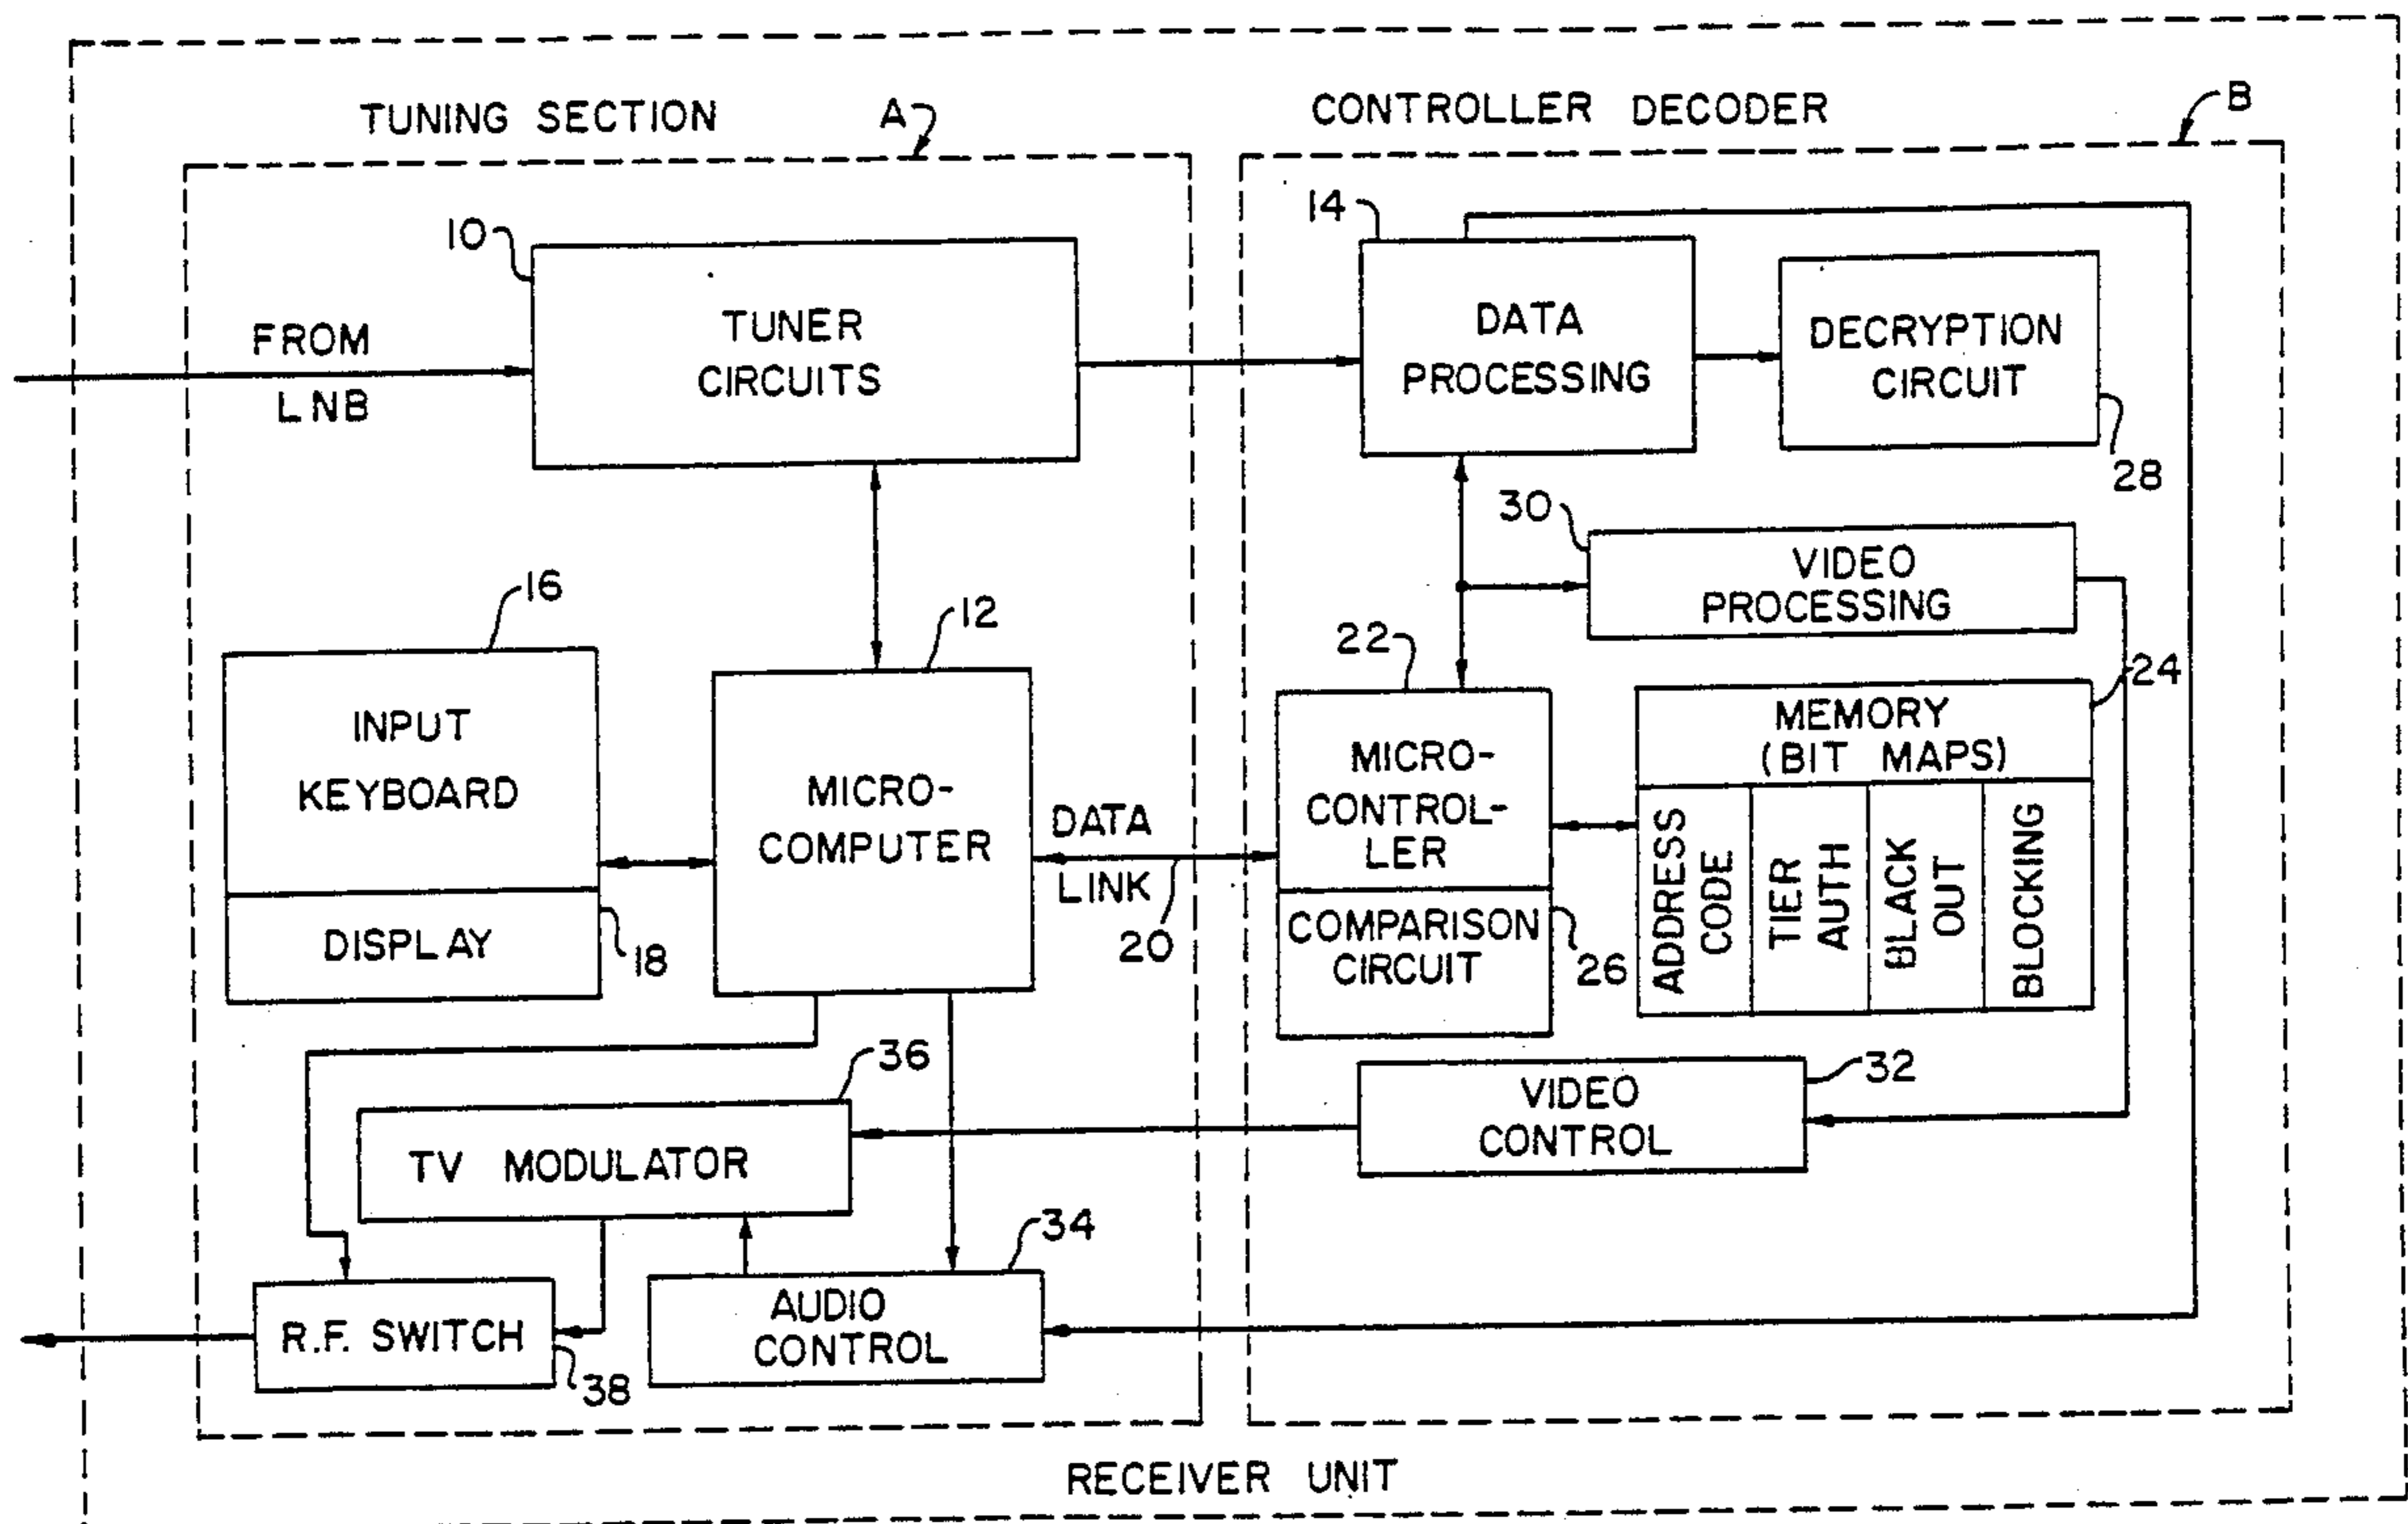 TUNING SECTION
A
CONTROLLER DECODER
B
10
TUNER
CIRCUITS
FROM
LNB
14
DATA
PROCESSING
DECRYPTION
CIRCUIT
28
30
VIDEO
PROCESSING
16
INPUT
KEYBOARD
DISPLAY
18
12
MICRO-
COMPUTER
DATA
LINK
20
22
MICRO-
CONTROL-
LER
COMPARISON
CIRCUIT
26
24
MEMORY
(BIT MAPS)
ADDRESS
CODE
TIER
AUTH
BLACK
OUT
BLOCKING
36
TV MODULATOR
32
VIDEO
CONTROL
34
AUDIO
CONTROL
R.F. SWITCH
38
RECEIVER UNIT